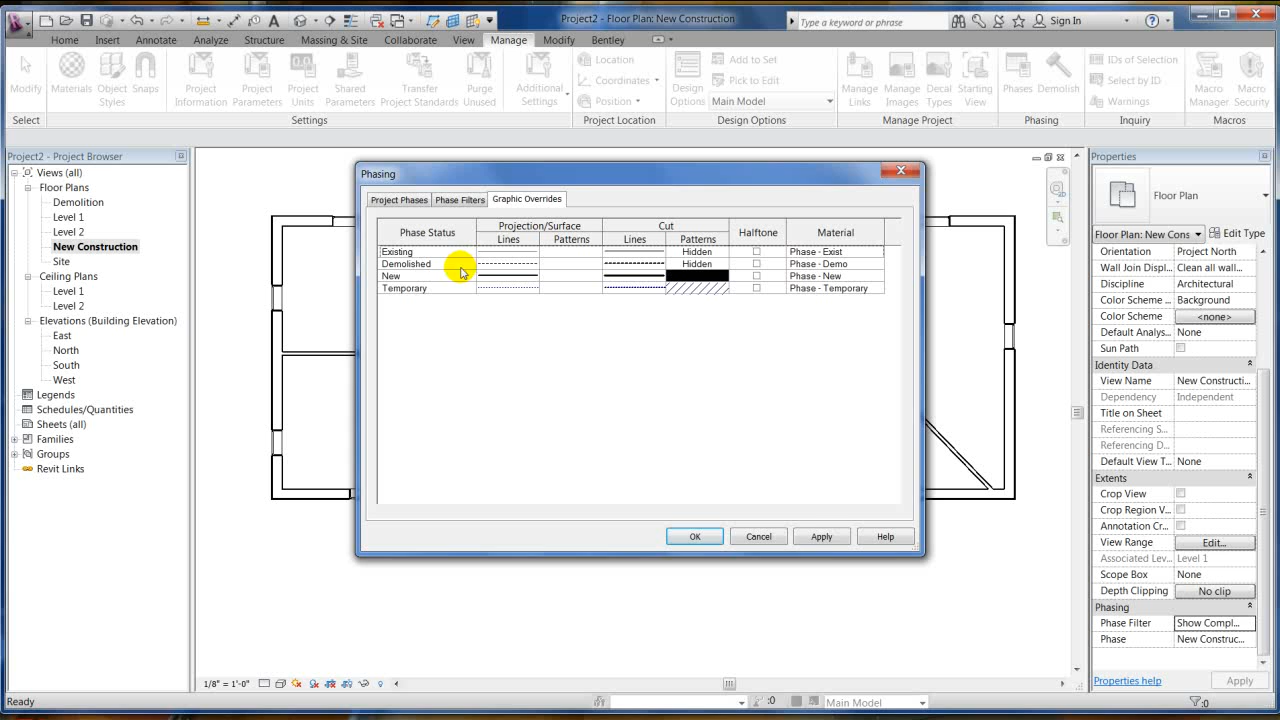 Project2 - Floor Plan: New Construction
Type a keyword or phrase
Sign In
Home Insert Annotate Analyze Structure Massing & Site Collaborate View Manage Modify Bentley
Modify
Materials
Object Styles
Snaps
Project Information
Project Parameters
Project Units
Shared Parameters
Transfer Project Standards
Purge Unused
Additional Settings
Location
Coordinates
Position
Design Options
Add to Set
Pick to Edit
Main Model
Manage Links
Manage Images
Decal Types
Starting View
Phases
Demolish
IDs of Selection
Select by ID
Warnings
Macro Manager
Macro Security
Select Settings Project Location Design Options Manage Project Phasing Inquiry Macros
Project2 - Project Browser
Views (all)
Floor Plans
Demolition
Level 1
Level 2
New Construction
Site
Ceiling Plans
Level 1
Level 2
Elevations (Building Elevation)
East
North
South
West
Legends
Schedules/Quantities
Sheets (all)
Families
Groups
Revit Links
Phasing
Project Phases Phase Filters Graphic Overrides
Phase Status Projection/Surface Cut Halftone Material
Lines Patterns Lines Patterns
Existing Hidden Phase - Exist
Demolished Hidden Phase - Demo
New Phase - New
Temporary Phase - Temporary
OK Cancel Apply Help
Properties
Floor Plan
Floor Plan: New Cons Edit Type
Orientation Project North
Wall Join Displ... Clean all wall...
Discipline Architectural
Color Scheme ... Background
Color Scheme <none>
Default Analys... None
Sun Path
Identity Data
View Name New Constructi...
Dependency Independent
Title on Sheet
Referencing S...
Referencing D...
Default View T... None
Extents
Crop View
Crop Region V...
Annotation Cr...
View Range Edit...
Associated Lev... Level 1
Scope Box None
Depth Clipping No clip
Phasing
Phase Filter Show Compl...
Phase New Construc...
Properties help Apply
1/8" = 1'-0"
Ready :0 Main Model :0